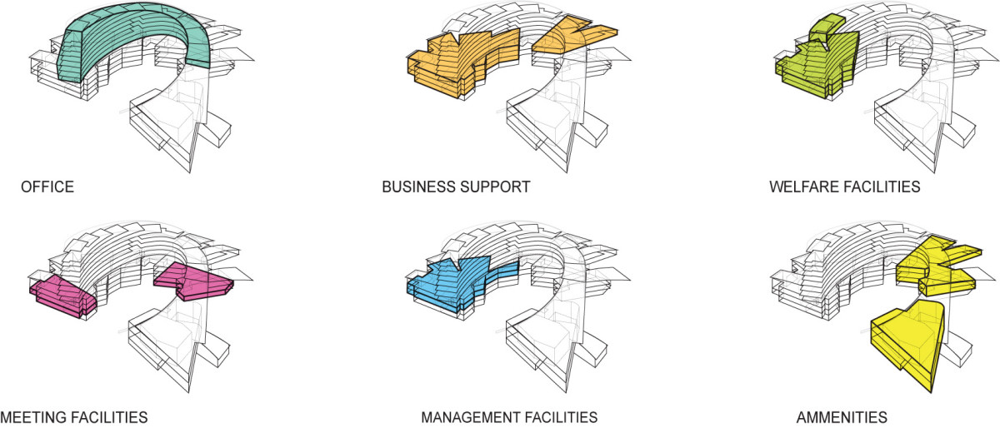 OFFICE
BUSINESS SUPPORT
WELFARE FACILITIES
MEETING FACILITIES
MANAGEMENT FACILITIES
AMMENITIES